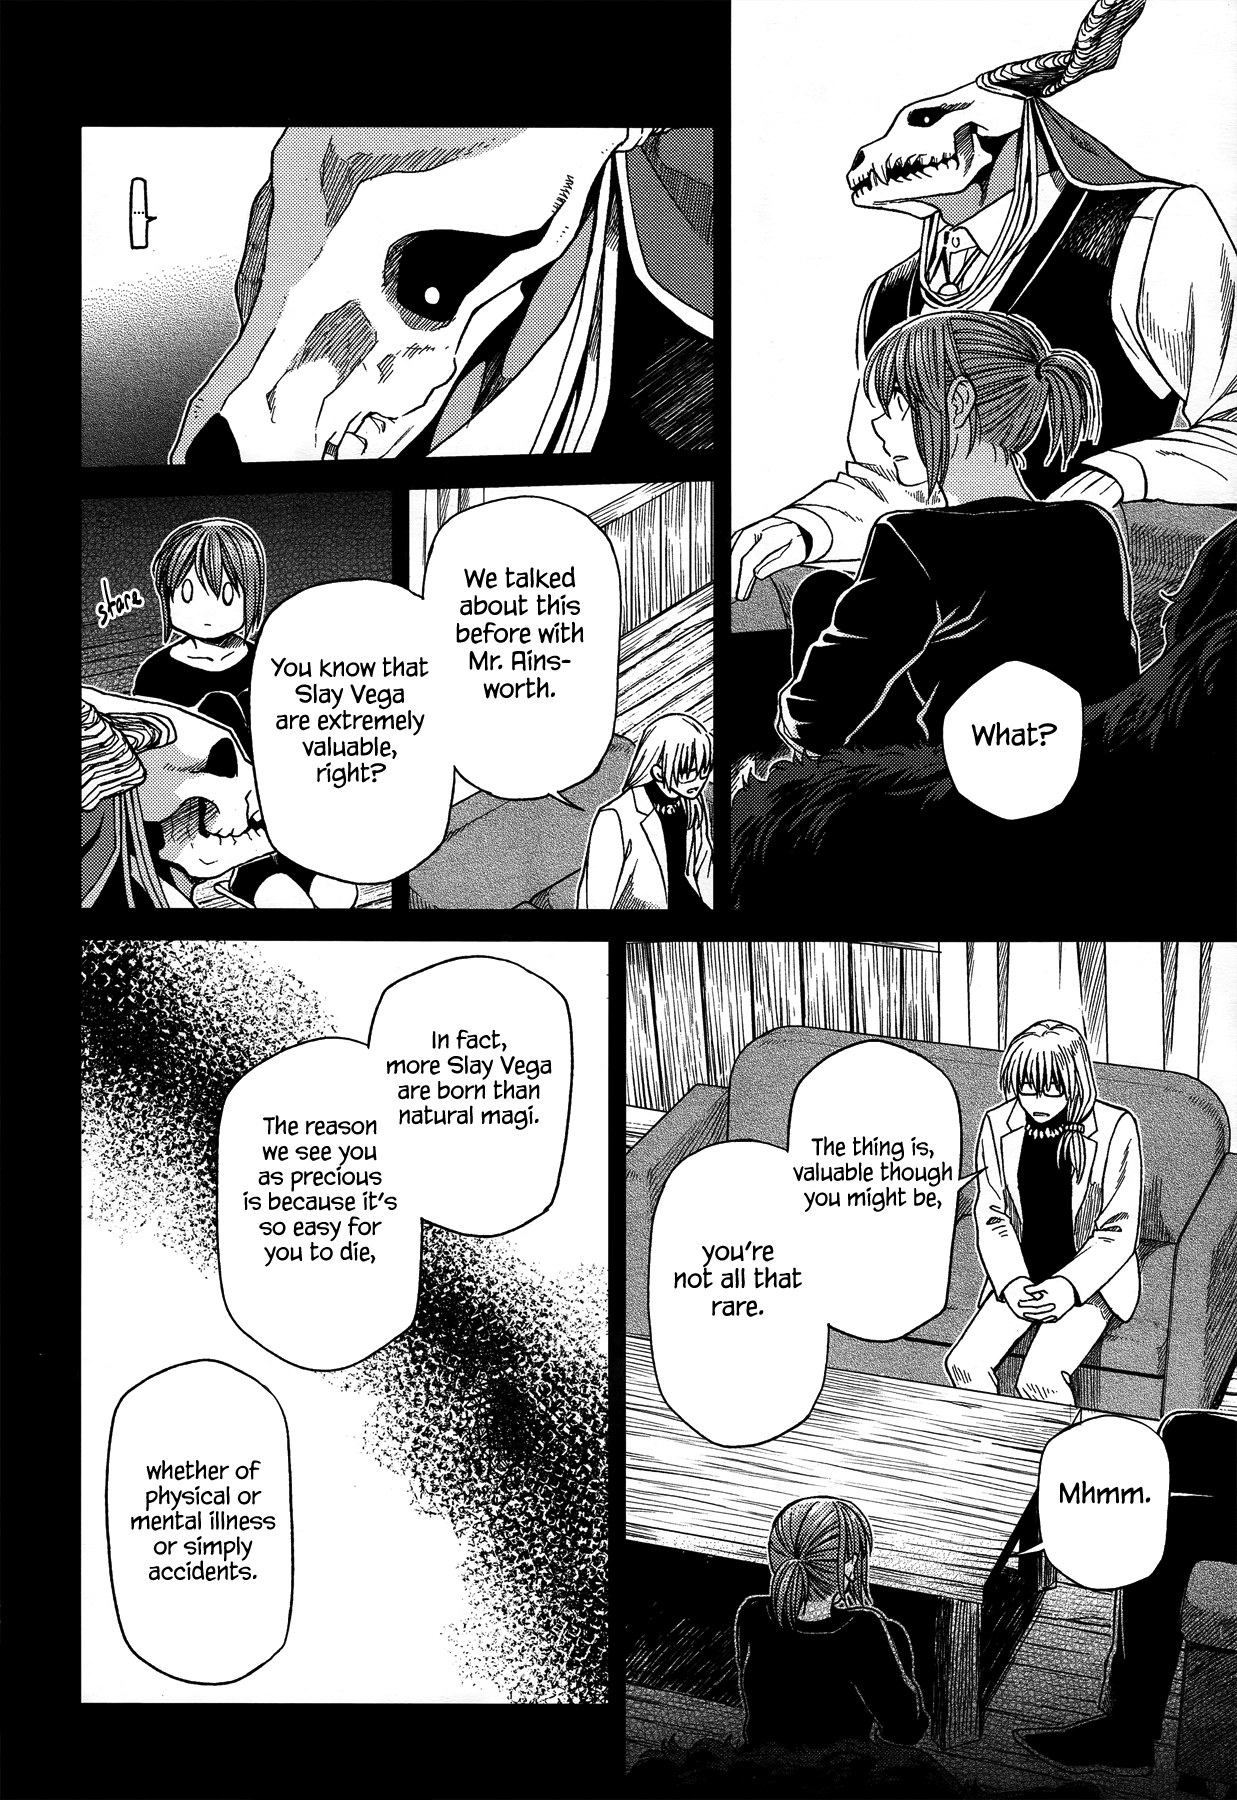 What?
...
We talked
about this
before with
Mr. Ains-
worth.
You know that
Slay Vega
are extremely
valuable,
right?
stare
The thing is,
valuable though
you might be,
you're
not all that
rare.
Mhmm.
In fact,
more Slay Vega
are born than
natural magi.
The reason
we see you
as precious
is because it's
so easy for
you to die,
whether of
physical or
mental illness
or simply
accidents.